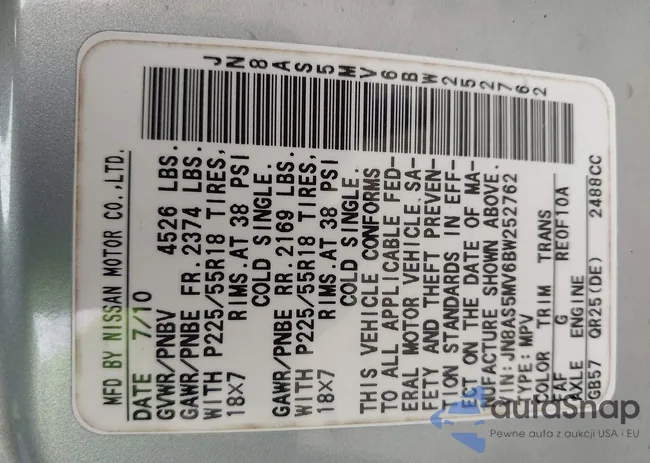 JN8AS5MV6BW252762
MFD BY NISSAN MOTOR CO.,LTD.
DATE 7/10
GVWR/PNBV 4526 LBS.
GAWR/PNBE FR. 2374 LBS.
WITH P225/55R18 TIRES,
18X7 RIMS. AT 38 PSI
COLD SINGLE.
GAWR/PNBE RR. 2169 LBS.
WITH P225/55R18 TIRES,
18X7 RIMS. AT 38 PSI
COLD SINGLE.
THIS VEHICLE CONFORMS
TO ALL APPLICABLE FED-
ERAL MOTOR VEHICLE SA-
FETY AND THEFT PREVEN-
TION STANDARDS IN EFF-
ECT ON THE DATE OF MA-
NUFACTURE SHOWN ABOVE.
VIN: JN8AS5MV6BW252762
TYPE: MPV
COLOR TRIM TRANS
EAF G RE0F10A
AXLE ENGINE
GB57 QR25(DE) 2488CC
autaSnap
Pewne auta z aukcji USA i EU